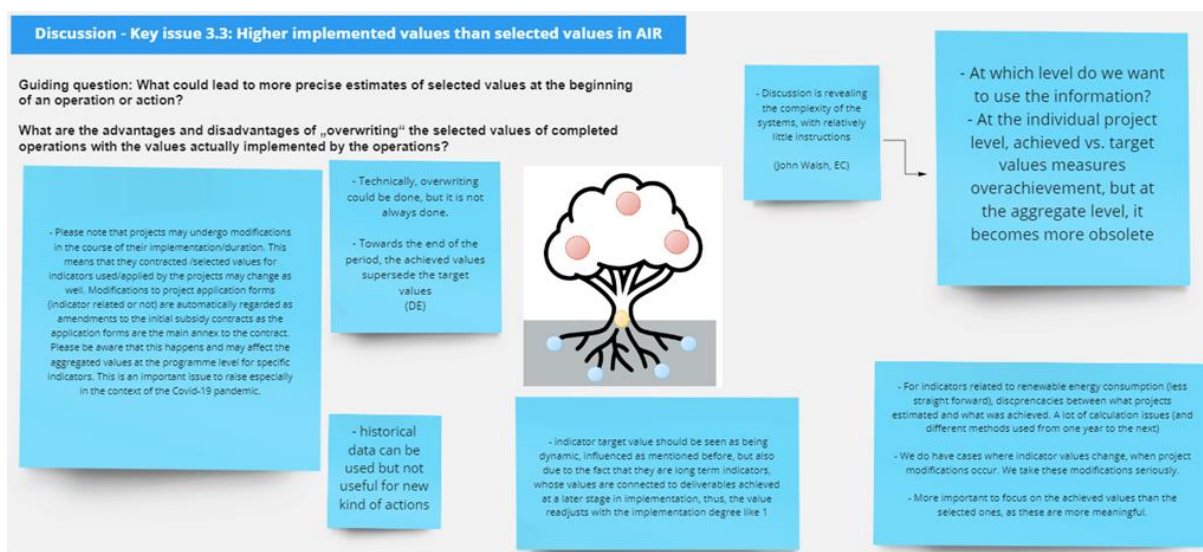 Discussion - Key issue 3.3: Higher implemented values than selected values in AIR
Guiding question: What could lead to more precise estimates of selected values at the beginning
of an operation or action?
What are the advantages and disadvantages of „overwriting“ the selected values of completed
operations with the values actually implemented by the operations?
- Please note that projects may undergo modifications
in the course of their implementation/duration. This
means that they contracted /selected values for
indicators used/applied by the projects may change as
well. Modifications to project application forms
(indicator related or not) are automatically regarded as
amendments to the initial subsidy contracts as the
application forms are the main annex to the contract.
Please be aware that this happens and may affect the
aggregated values at the programme level for specific
indicators. This is an important issue to raise especially
in the context of the Covid-19 pandemic.
- Technically, overwriting
could be done, but it is not
always done.
- Towards the end of the
period, the achieved values
supersede the target
values
(DE)
- historical
data can be
used but not
useful for new
kind of actions
- indicator target value should be seen as being
dynamic, influenced as mentioned before, but also
due to the fact that they are long term indicators,
whose values are connected to deliverables achieved
at a later stage in implementation, thus, the value
readjusts with the implementation degree like 1
- Discussion is revealing
the complexity of the
systems, with relatively
little instructions
(John Walsh, EC)
- At which level do we want
to use the information?
- At the individual project
level, achieved vs. target
values measures
overachievement, but at
the aggregate level, it
becomes more obsolete
- For indicators related to renewable energy consumption (less
straight forward), discprencacies between what projects
estimated and what was achieved. A lot of calculation issues (and
different methods used from one year to the next)
- We do have cases where indicator values change, when project
modifications occur. We take these modifications seriously.
- More important to focus on the achieved values than the
selected ones, as these are more meaningful.